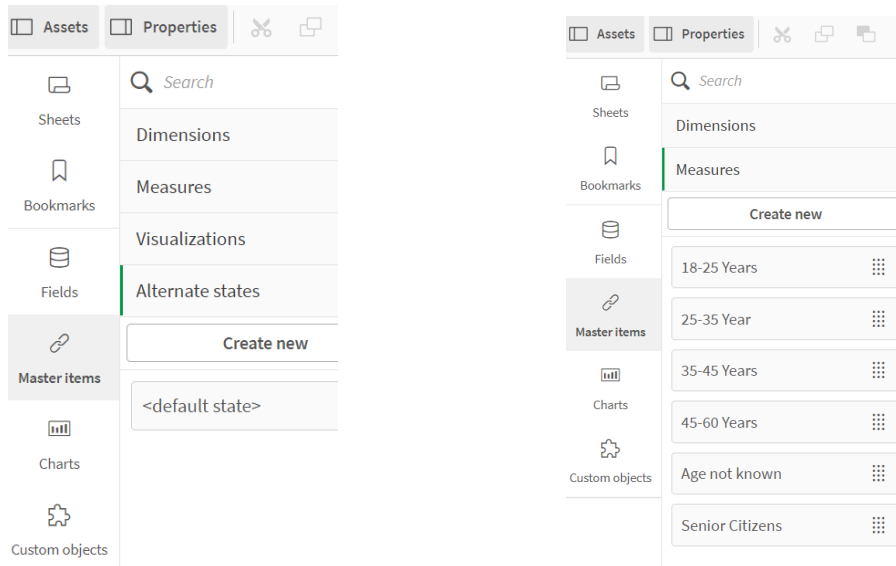 Assets Properties
Search
Sheets
Dimensions
Measures
Bookmarks
Visualizations
Fields
Alternate states
Create new
Master items
<default state>
Charts
Custom objects
Assets Properties
Search
Sheets
Dimensions
Measures
Bookmarks
Create new
Fields
18-25 Years
25-35 Year
Master items
35-45 Years
Charts
45-60 Years
Custom objects
Age not known
Senior Citizens